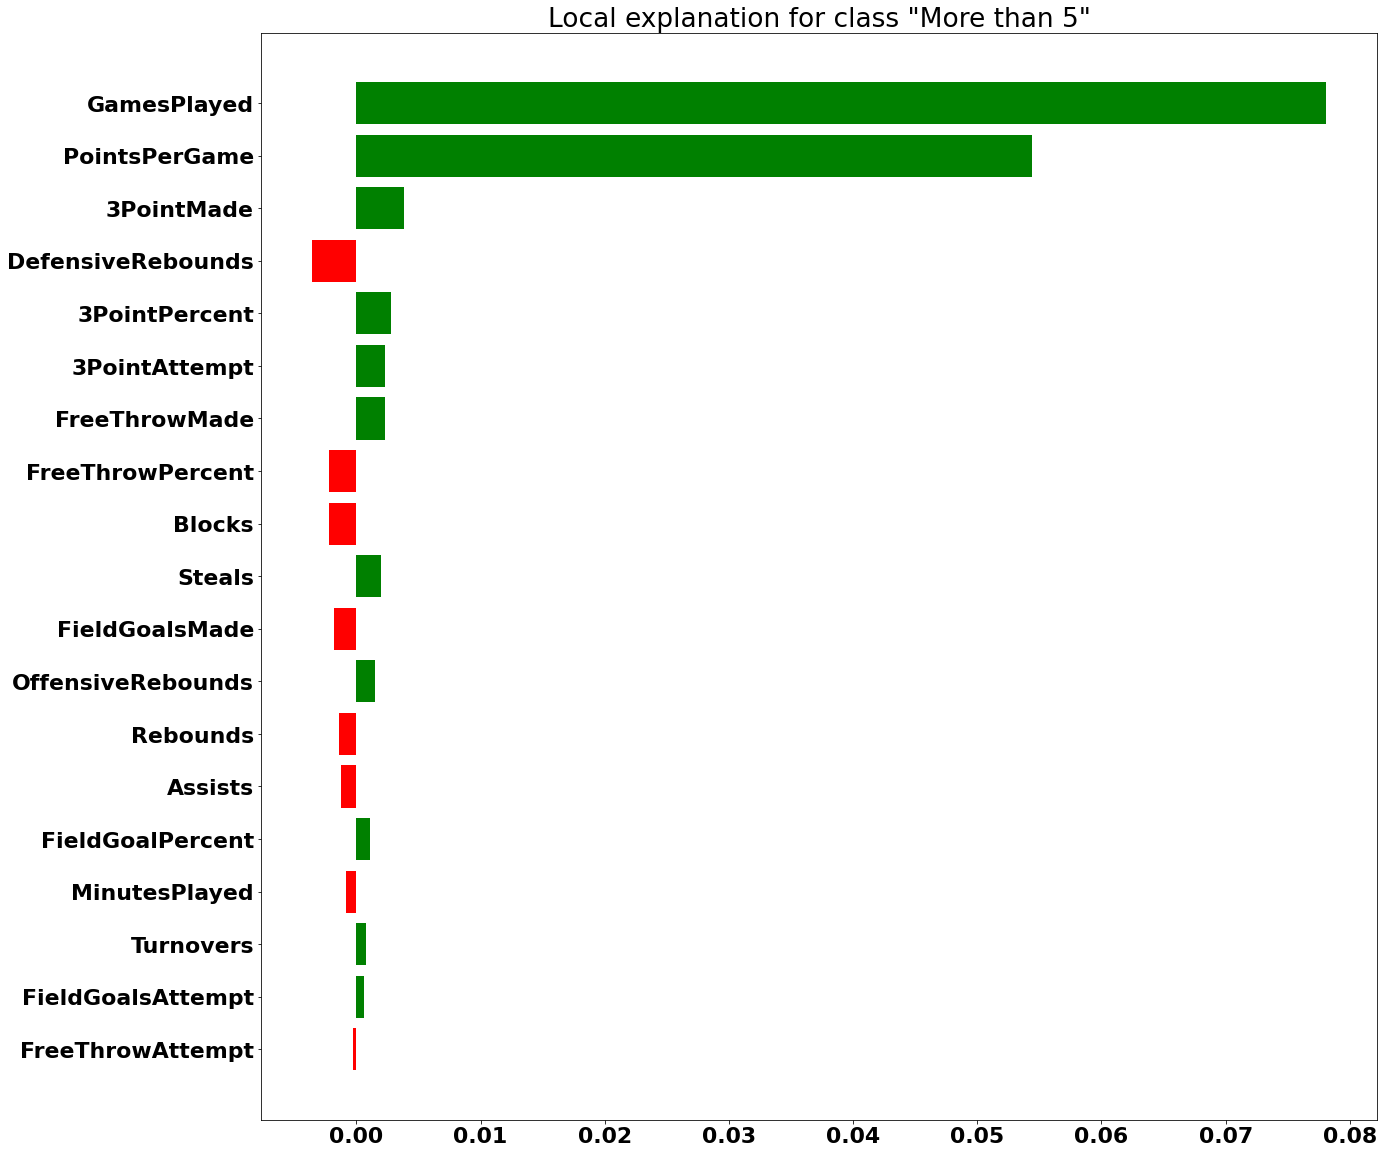 Local explanation for class "More than 5"
GamesPlayed
PointsPerGame
3PointMade
DefensiveRebounds
3PointPercent
3PointAttempt
FreeThrowMade
FreeThrowPercent
Blocks
Steals
FieldGoalsMade
OffensiveRebounds
Rebounds
Assists
FieldGoalPercent
MinutesPlayed
Turnovers
FieldGoalsAttempt
FreeThrowAttempt
0.00 0.01 0.02 0.03 0.04 0.05 0.06 0.07 0.08